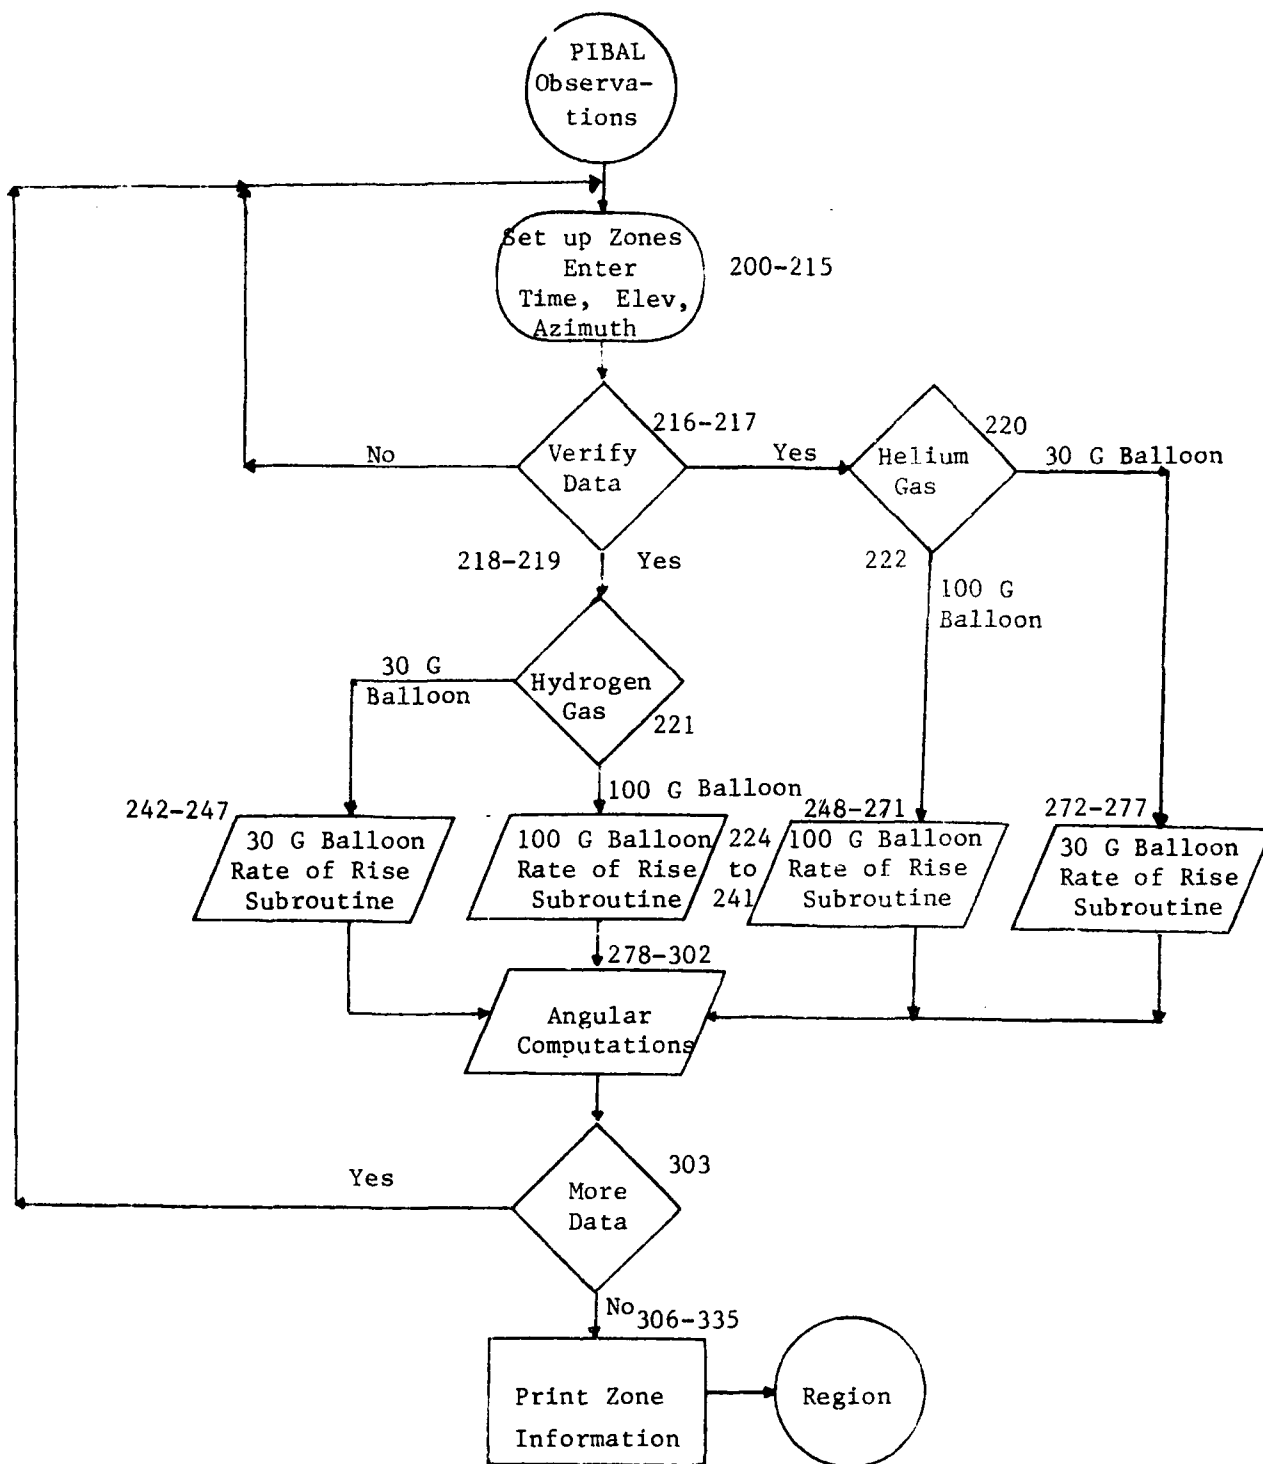 PIBAL
Observa-
tions
Set up Zones
Enter
Time, Elev,
Azimuth
200-215
216-217
Verify
Data
No
Yes
Helium
Gas
220
30 G Balloon
218-219
Yes
222
100 G
Balloon
30 G
Balloon
Hydrogen
Gas
221
100 G Balloon
242-247
30 G Balloon
Rate of Rise
Subroutine
100 G Balloon
Rate of Rise
Subroutine
224
to
241
248-271
100 G Balloon
Rate of Rise
Subroutine
272-277
30 G Balloon
Rate of Rise
Subroutine
278-302
Angular
Computations
303
More
Data
Yes
No
306-335
Print Zone
Information
Region